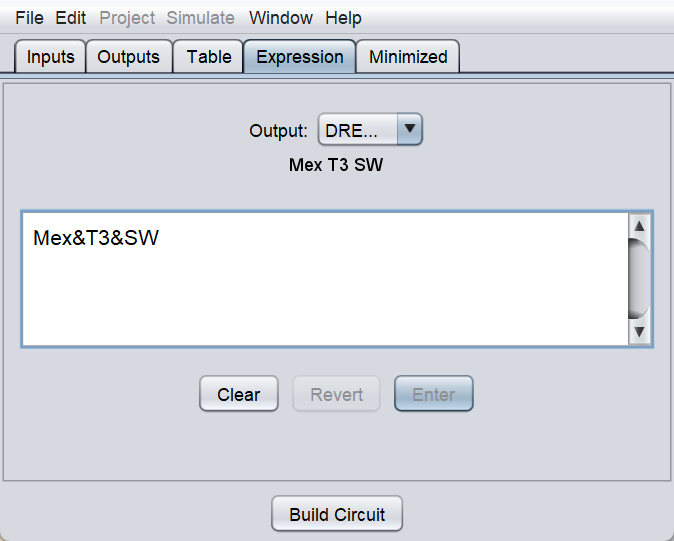 File Edit Project Simulate Window Help
Inputs Outputs Table Expression Minimized
Output: DRE...
Mex T3 SW
Mex&T3&SW
Clear Revert Enter
Build Circuit